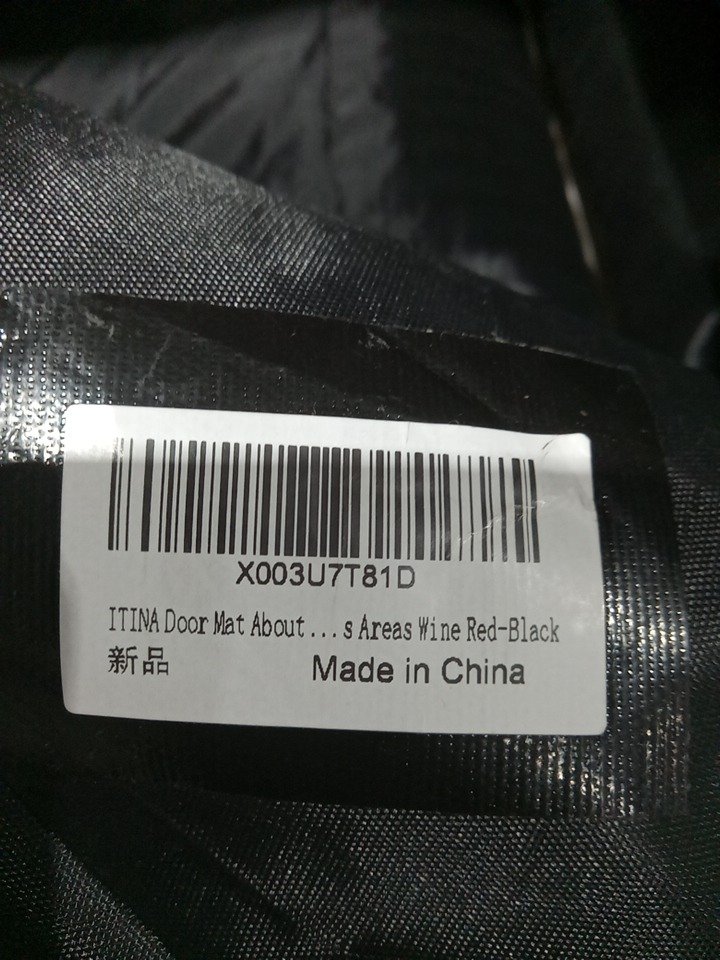 X003U7T81D
ITINA Door Mat About...s Areas Wine Red-Black
新品
Made in China